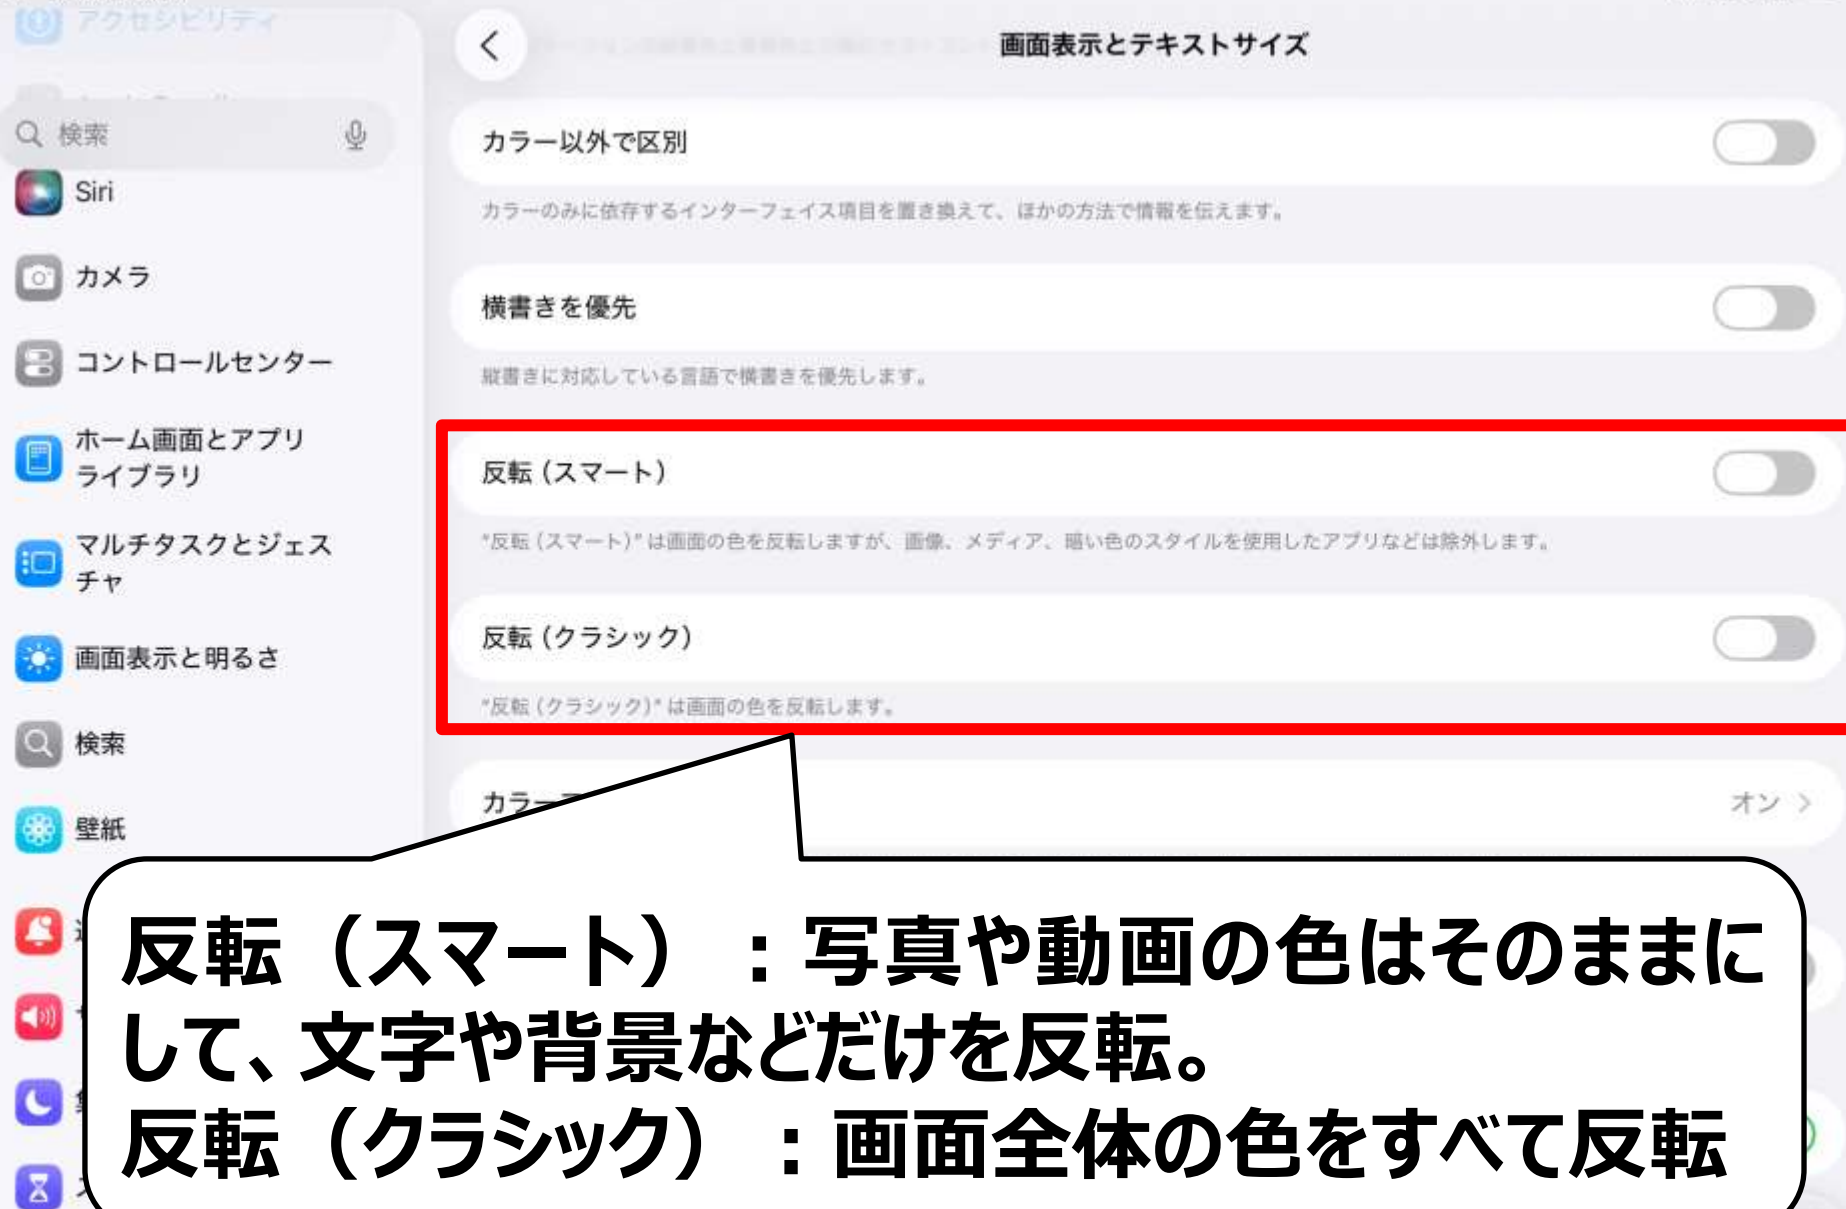 アクセシビリティ
画面表示とテキストサイズ
検索
Siri
カメラ
コントロールセンター
ホーム画面とアプリ
ライブラリ
マルチタスクとジェス
チャ
画面表示と明るさ
検索
壁紙
カラー以外で区別
カラーのみに依存するインターフェイス項目を置き換えて、ほかの方法で情報を伝えます。
横書きを優先
縦書きに対応している言語で横書きを優先します。
反転（スマート）
"反転（スマート）"は画面の色を反転しますが、画像、メディア、暗い色のスタイルを使用したアプリなどは除外します。
反転（クラシック）
"反転（クラシック）"は画面の色を反転します。
カラー
オン
反転（スマート）：写真や動画の色はそのままに
して、文字や背景などだけを反転。
反転（クラシック）：画面全体の色をすべて反転